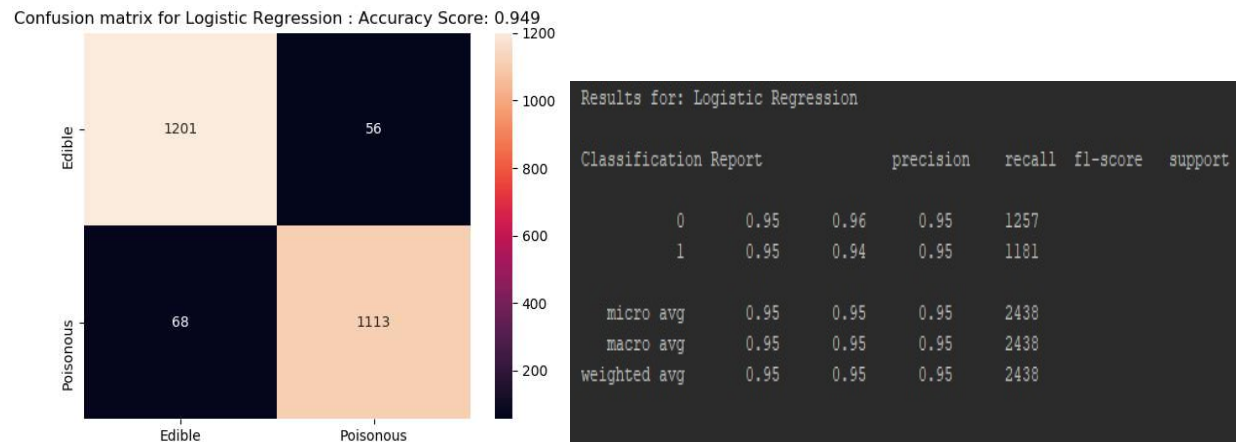 Confusion matrix for Logistic Regression : Accuracy Score: 0.949
1200
1000
800
600
400
200
Edible
1201
56
Poisonous
68
1113
Edible
Poisonous
Results for: Logistic Regression
Classification Report precision recall f1-score support
0 0.95 0.96 0.95 1257
1 0.95 0.94 0.95 1181
micro avg 0.95 0.95 0.95 2438
macro avg 0.95 0.95 0.95 2438
weighted avg 0.95 0.95 0.95 2438